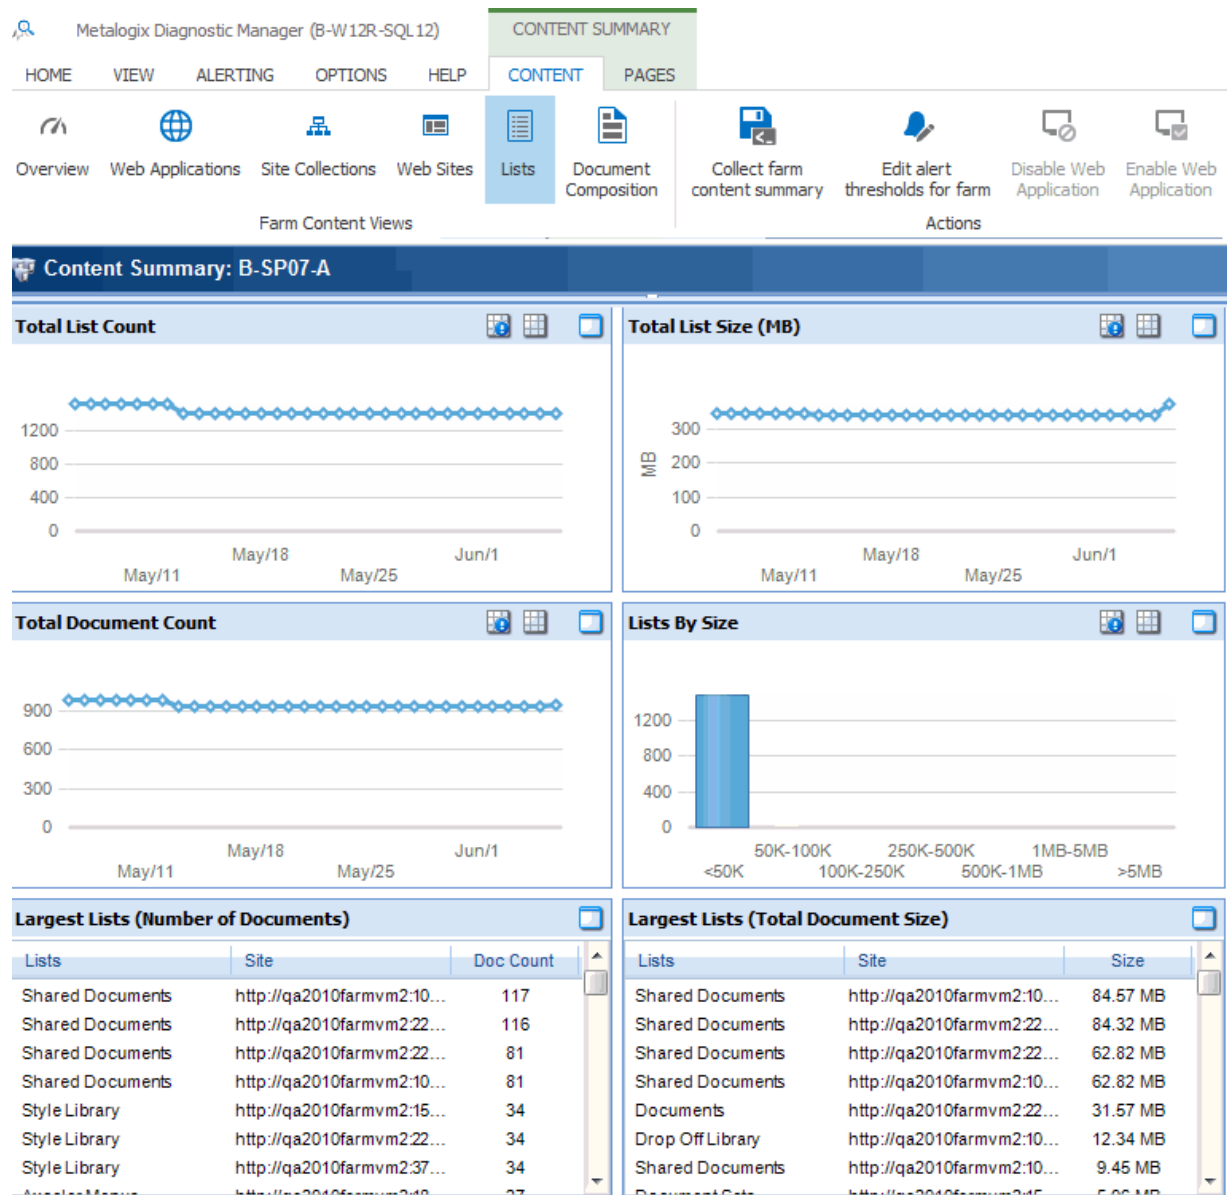 Metalogix Diagnostic Manager (B-W12R-SQL12)
CONTENT SUMMARY
HOME VIEW ALERTING OPTIONS HELP CONTENT PAGES
Overview Web Applications Site Collections Web Sites Lists Document Composition Collect farm content summary Edit alert thresholds for farm Disable Web Application Enable Web Application
Farm Content Views Actions
Content Summary: B-SP07-A
Total List Count
1200
800
400
0
May/18 Jun/1
May/11 May/25
Total List Size (MB)
300
200
100
0
MB
May/18 Jun/1
May/11 May/25
Total Document Count
900
600
300
0
May/18 Jun/1
May/11 May/25
Lists By Size
1200
800
400
0
50K-100K 250K-500K 1MB-5MB
<50K 100K-250K 500K-1MB >5MB
Largest Lists (Number of Documents)
Lists Site Doc Count
Shared Documents http://qa2010farmvm2:10... 117
Shared Documents http://qa2010farmvm2:22... 116
Shared Documents http://qa2010farmvm2:22... 81
Shared Documents http://qa2010farmvm2:10... 81
Style Library http://qa2010farmvm2:15... 34
Style Library http://qa2010farmvm2:22... 34
Style Library http://qa2010farmvm2:37... 34
Largest Lists (Total Document Size)
Lists Site Size
Shared Documents http://qa2010farmvm2:10... 84.57 MB
Shared Documents http://qa2010farmvm2:22... 84.32 MB
Shared Documents http://qa2010farmvm2:22... 62.82 MB
Shared Documents http://qa2010farmvm2:10... 62.82 MB
Documents http://qa2010farmvm2:22... 31.57 MB
Drop Off Library http://qa2010farmvm2:10... 12.34 MB
Shared Documents http://qa2010farmvm2:10... 9.45 MB